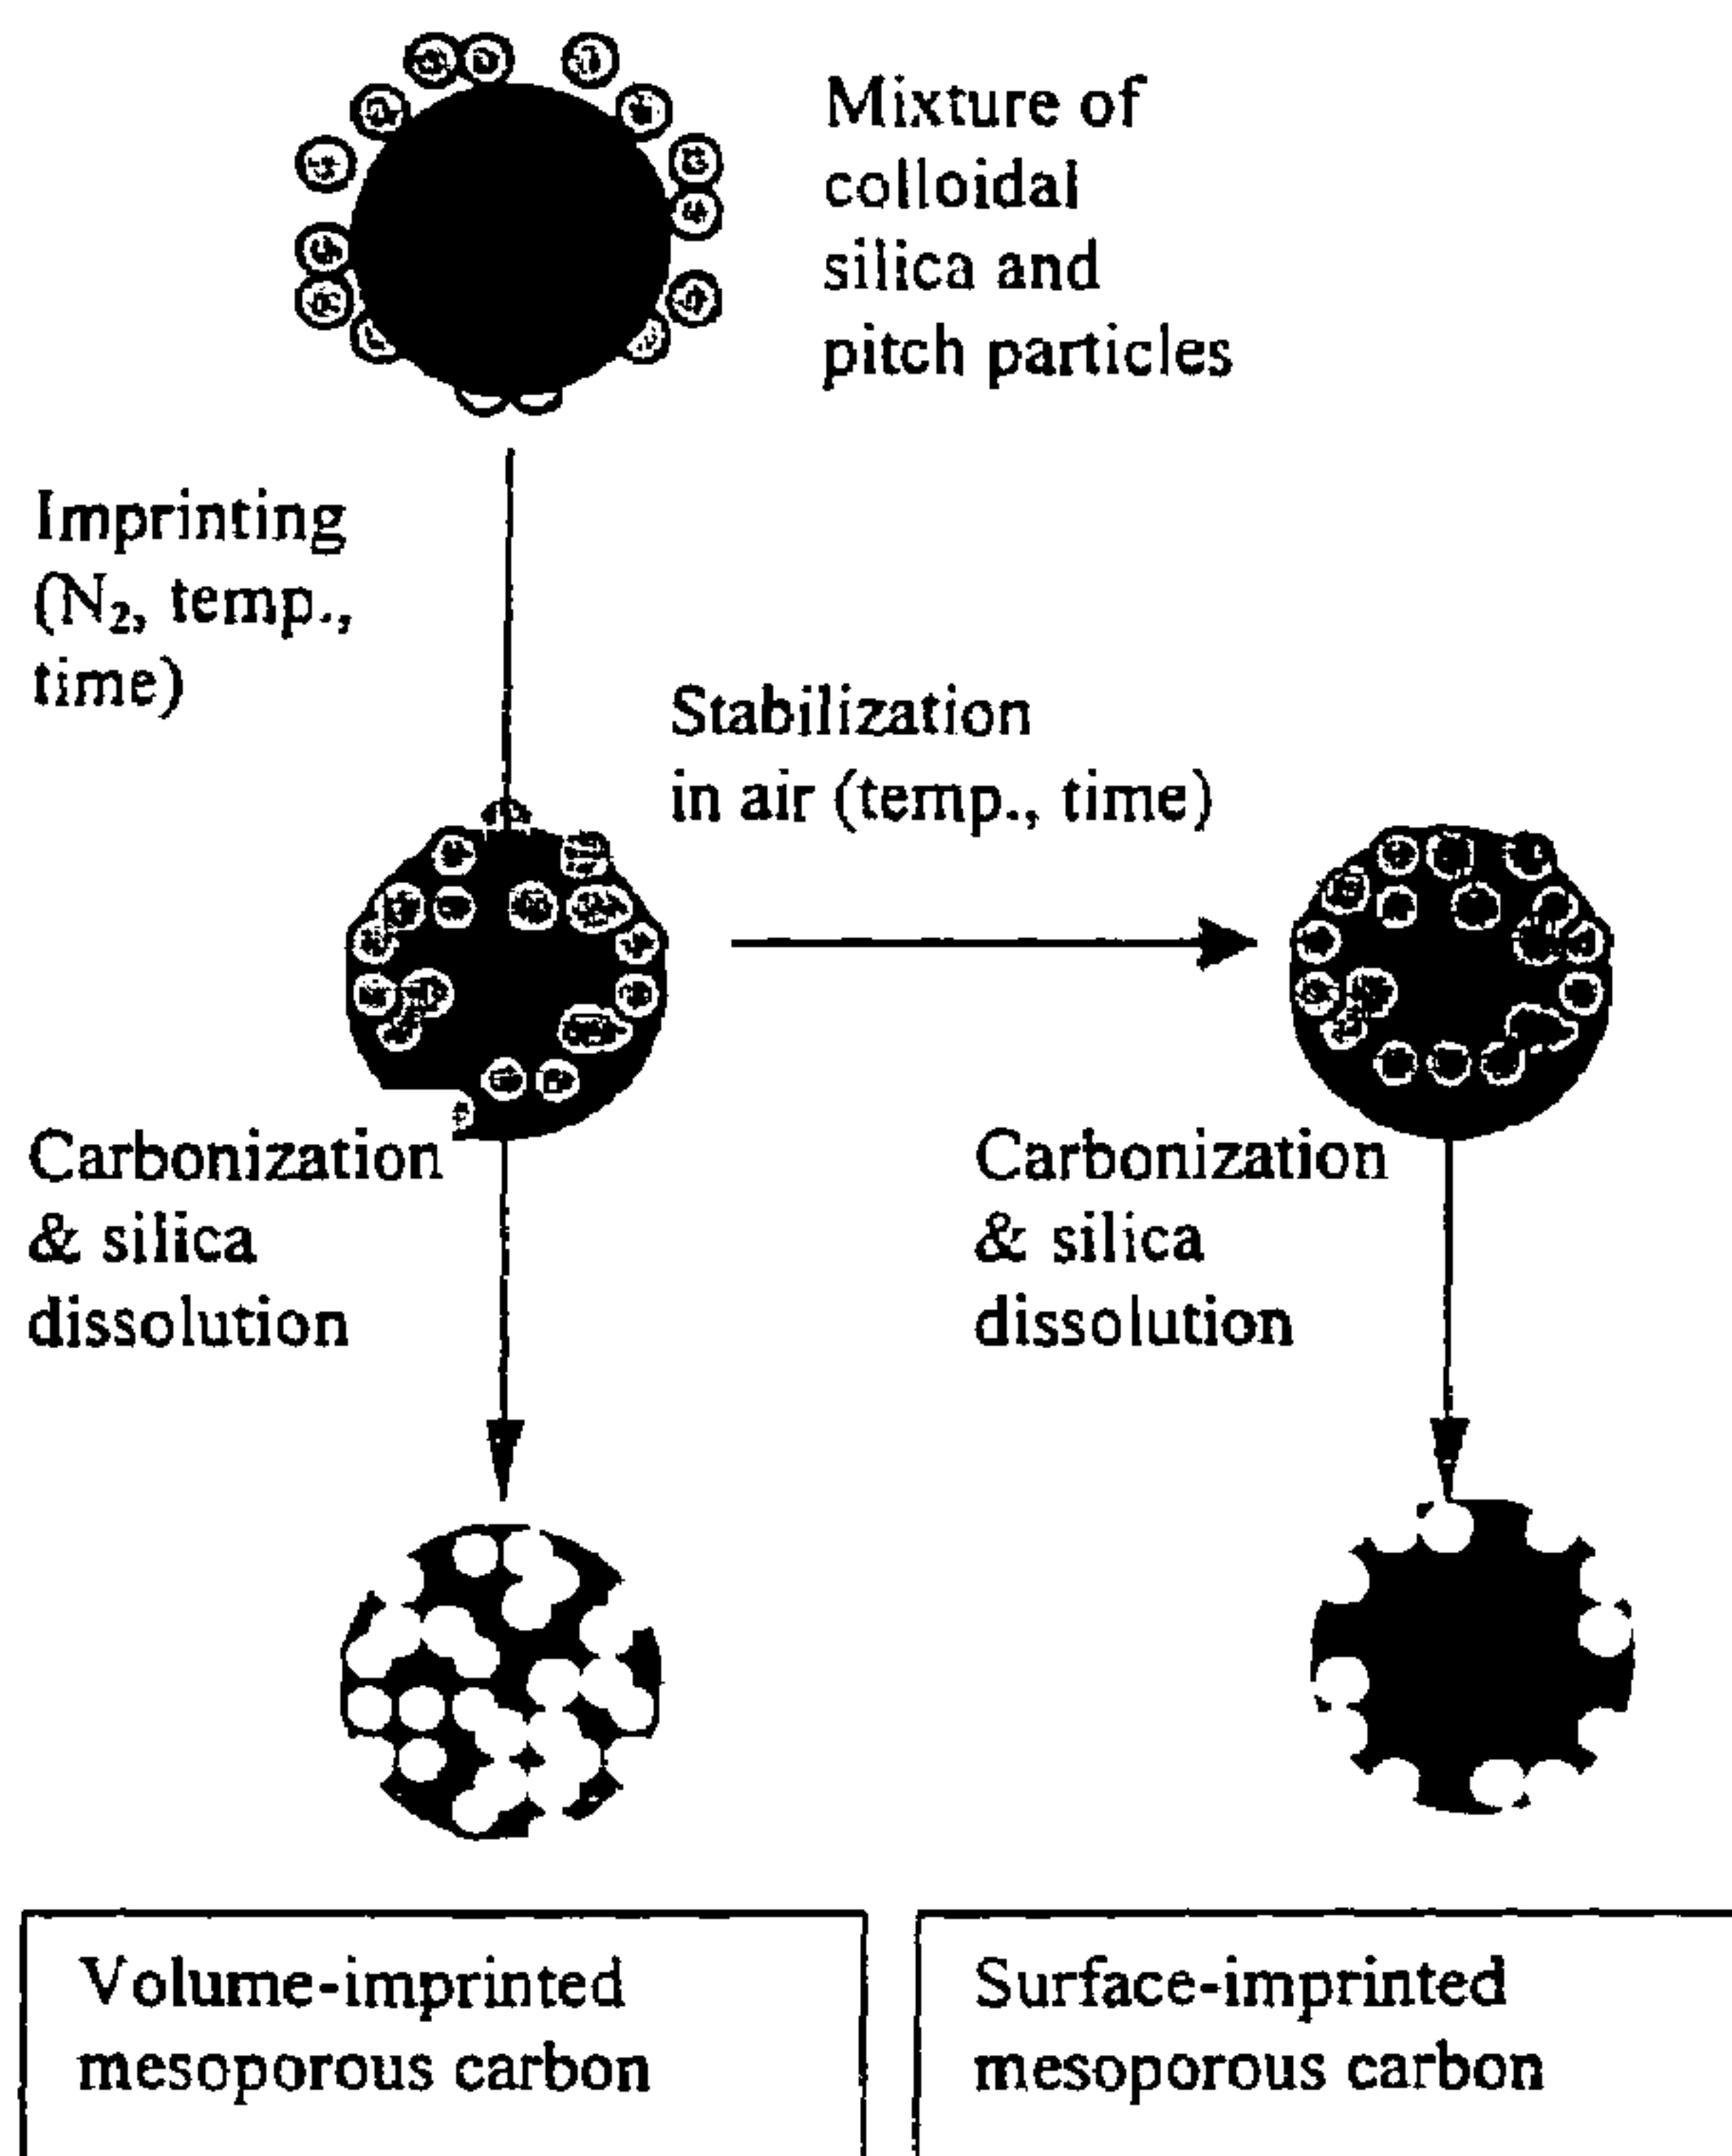 Mixture of
colloidal
silica and
pitch particles
Imprinting
(N₂, temp.,
time)
Stabilization
in air (temp., time)
Carbonization
& silica
dissolution
Carbonization
& silica
dissolution
Volume-imprinted
mesoporous carbon
Surface-imprinted
mesoporous carbon